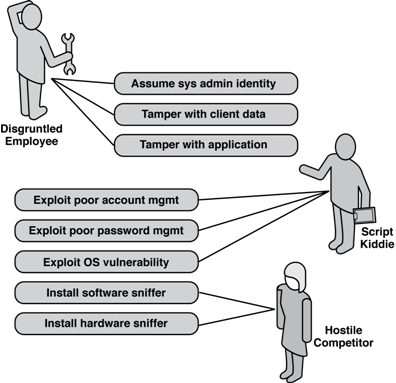 Assume sys admin identity
Tamper with client data
Tamper with application
Disgruntled
Employee
Exploit poor account mgmt
Exploit poor password mgmt
Exploit OS vulnerability
Script
Kiddie
Install software sniffer
Install hardware sniffer
Hostile
Competitor